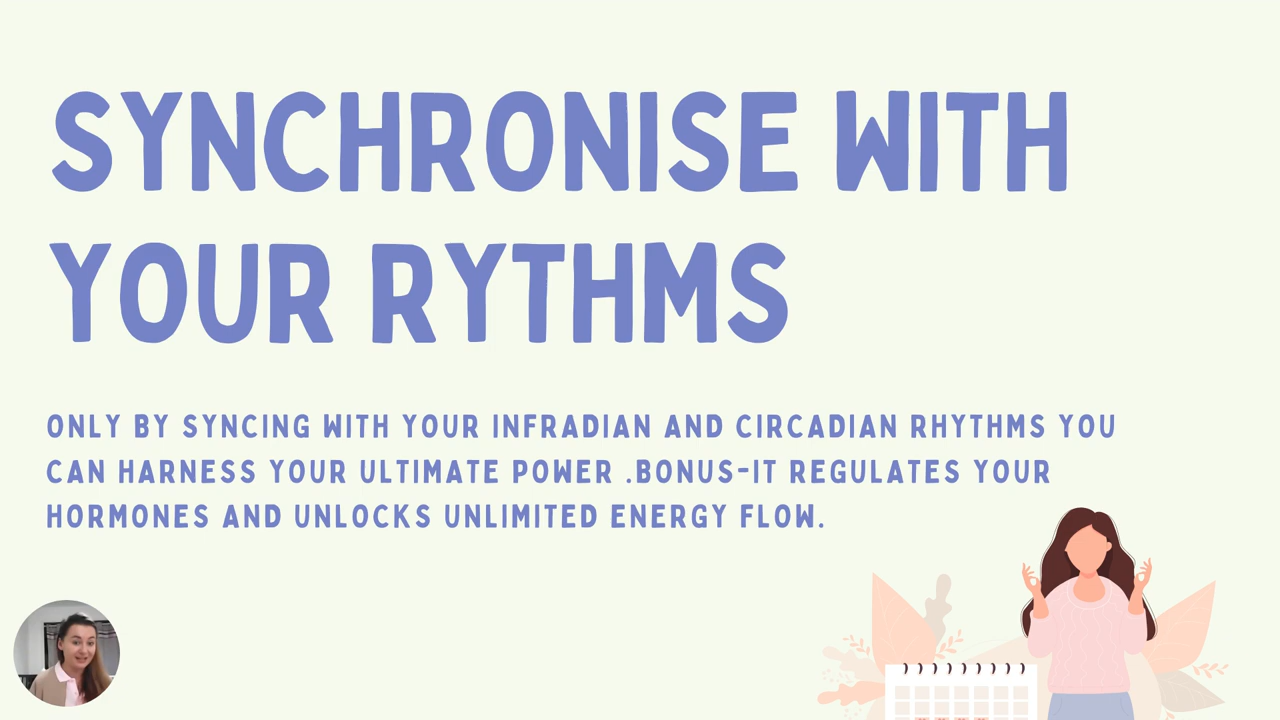 SYNCHRONISE WITH
YOUR RYTHMS
ONLY BY SYNCING WITH YOUR INFRADIAN AND CIRCADIAN RHYTHMS YOU
CAN HARNESS YOUR ULTIMATE POWER .BONUS-IT REGULATES YOUR
HORMONES AND UNLOCKS UNLIMITED ENERGY FLOW.